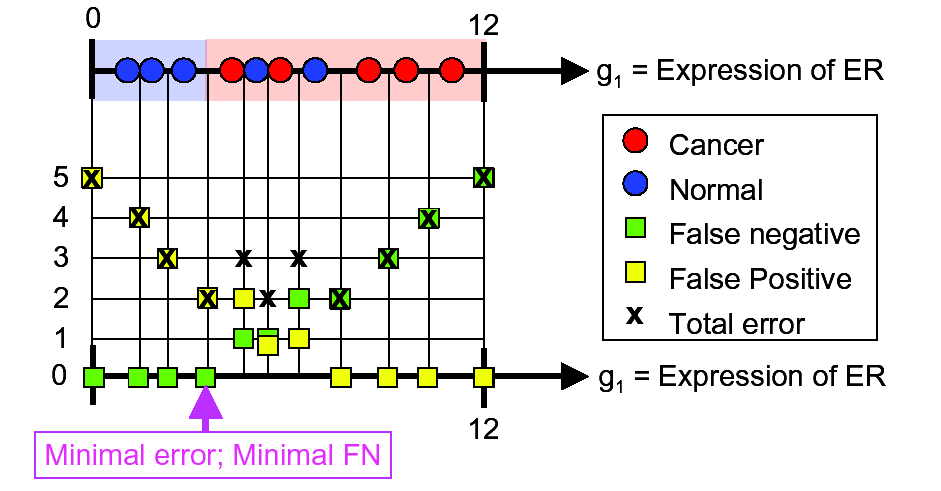 0
12
g1 = Expression of ER
Cancer
Normal
False negative
False Positive
x Total error
5
4
3
2
1
0
g1 = Expression of ER
12
Minimal error; Minimal FN